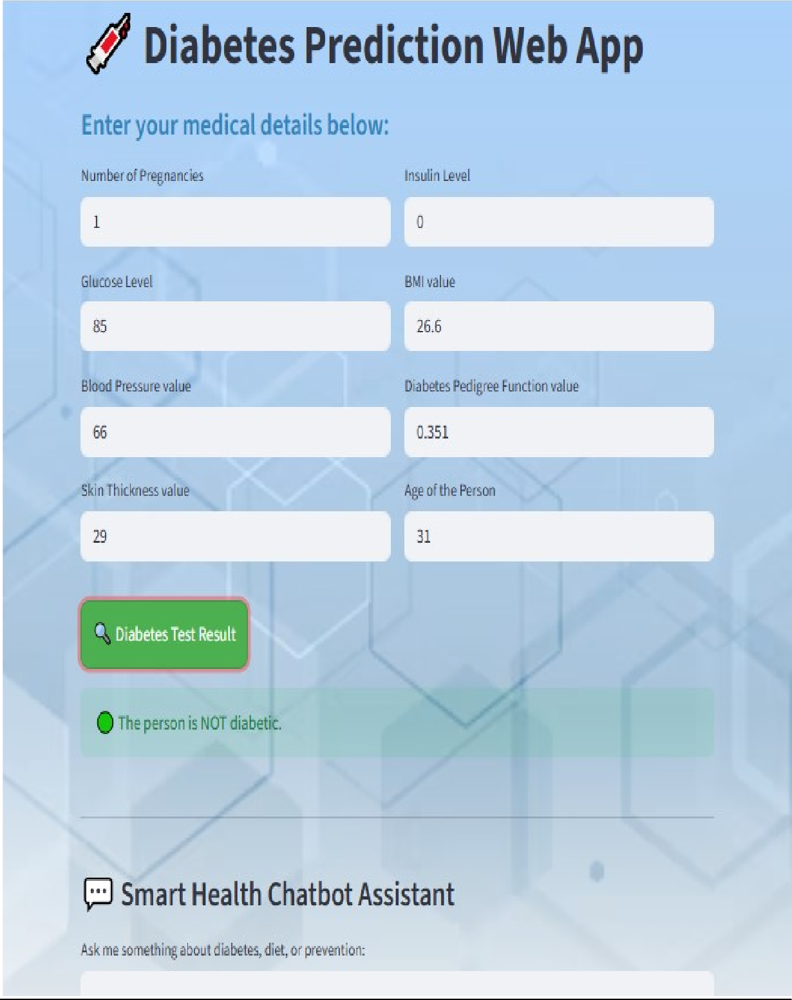 Diabetes Prediction Web App
Enter your medical details below:
Number of Pregnancies
1
Insulin Level
0
Glucose Level
85
BMI value
26.6
Blood Pressure value
66
Diabetes Pedigree Function value
0.351
Skin Thickness value
29
Age of the Person
31
Diabetes Test Result
The person is NOT diabetic.
Smart Health Chatbot Assistant
Ask me something about diabetes, diet, or prevention: